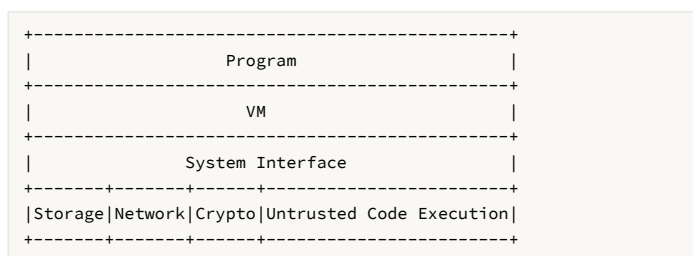 +-----------------------------------------------+
|                   Program                     |
+-----------------------------------------------+
|                     VM                        |
+-----------------------------------------------+
|               System Interface                |
+-------+-------+------+------------------------+
|Storage|Network|Crypto|Untrusted Code Execution|
+-------+-------+------+------------------------+